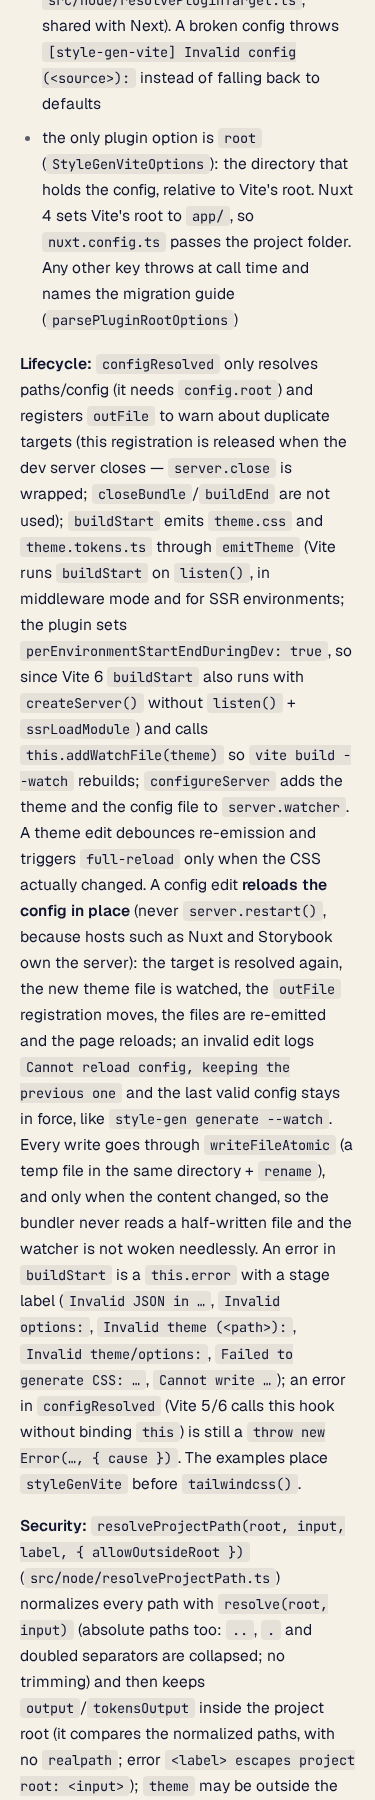 src/node/resolvePluginTarget.ts,
shared with Next). A broken config throws
[style-gen-vite] Invalid config
(<source>): instead of falling back to
defaults
• the only plugin option is root
(StyleGenViteOptions): the directory that
holds the config, relative to Vite's root. Nuxt
4 sets Vite's root to app/, so
nuxt.config.ts passes the project folder.
Any other key throws at call time and
names the migration guide
(parsePluginRootOptions)
Lifecycle: configResolved only resolves
paths/config (it needs config.root) and
registers outFile to warn about duplicate
targets (this registration is released when the
dev server closes — server.close is
wrapped; closeBundle/buildEnd are not
used); buildStart emits theme.css and
theme.tokens.ts through emitTheme (Vite
runs buildStart on listen(), in
middleware mode and for SSR environments;
the plugin sets
perEnvironmentStartEndDuringDev: true, so
since Vite 6 buildStart also runs with
createServer() without listen() +
ssrLoadModule) and calls
this.addWatchFile(theme) so vite build -
-watch rebuilds; configureServer adds the
theme and the config file to server.watcher.
A theme edit debounces re-emission and
triggers full-reload only when the CSS
actually changed. A config edit reloads the
config in place (never server.restart(),
because hosts such as Nuxt and Storybook
own the server): the target is resolved again,
the new theme file is watched, the outFile
registration moves, the files are re-emitted
and the page reloads; an invalid edit logs
Cannot reload config, keeping the
previous one and the last valid config stays
in force, like style-gen generate --watch.
Every write goes through writeFileAtomic (a
temp file in the same directory + rename),
and only when the content changed, so the
bundler never reads a half-written file and the
watcher is not woken needlessly. An error in
buildStart is a this.error with a stage
label (Invalid JSON in …, Invalid
options:, Invalid theme (<path>):,
Invalid theme/options:, Failed to
generate CSS: …, Cannot write …); an error
in configResolved (Vite 5/6 calls this hook
without binding this) is still a throw new
Error(…, { cause }). The examples place
styleGenVite before tailwindcss().
Security: resolveProjectPath(root, input,
label, { allowOutsideRoot })
(src/node/resolveProjectPath.ts)
normalizes every path with resolve(root,
input) (absolute paths too: .., . and
doubled separators are collapsed; no
trimming) and then keeps
output/tokensOutput inside the project
root (it compares the normalized paths, with
no realpath; error <label> escapes project
root: <input>); theme may be outside the